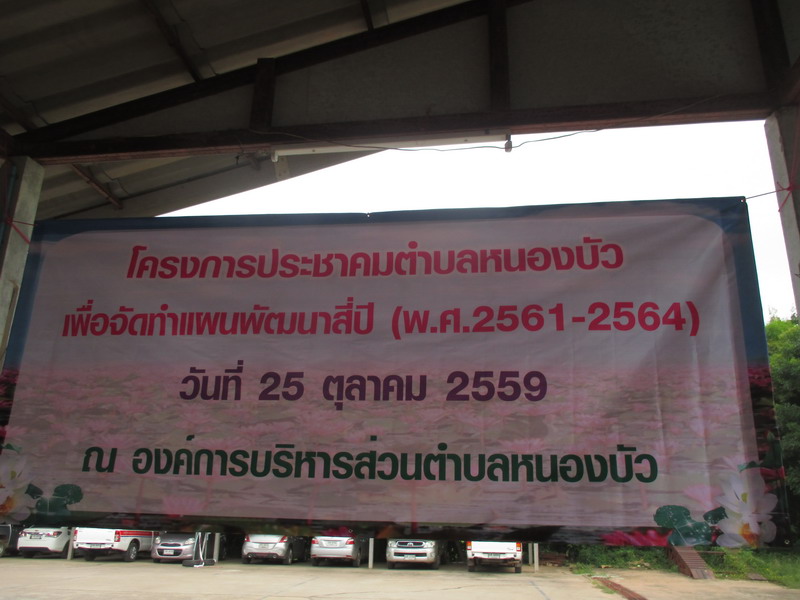 โครงการประชาคมตำบลหนองบัว
เพื่อจัดทำแผนพัฒนาสี่ปี (พ.ศ.2561-2564)
วันที่ 25 ตุลาคม 2559
ณ องค์การบริหารส่วนตำบลหนองบัว